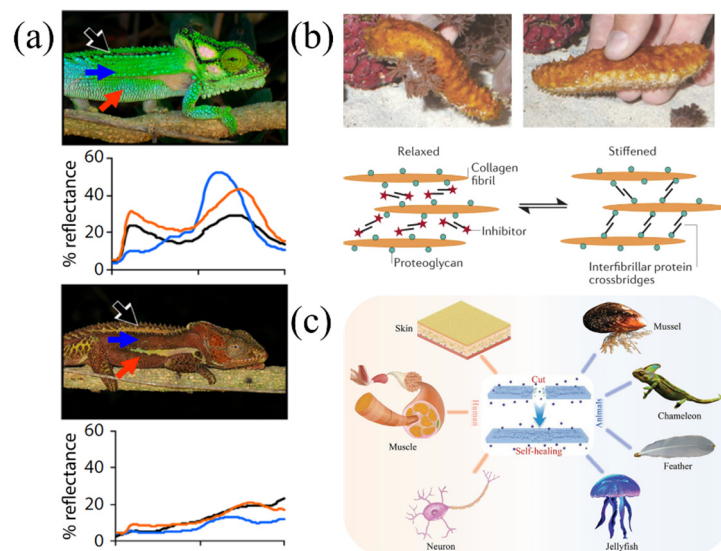 (a)
% reflectance
60
40
20
0
% reflectance
60
40
20
0
(b)
Relaxed
Stiffened
Collagen
fibril
Inhibitor
Proteoglycan
Interfibrillar protein
crossbridges
(c)
Skin
Muscle
Neuron
Human
Cut
Self-healing
Animals
Mussel
Chameleon
Feather
Jellyfish